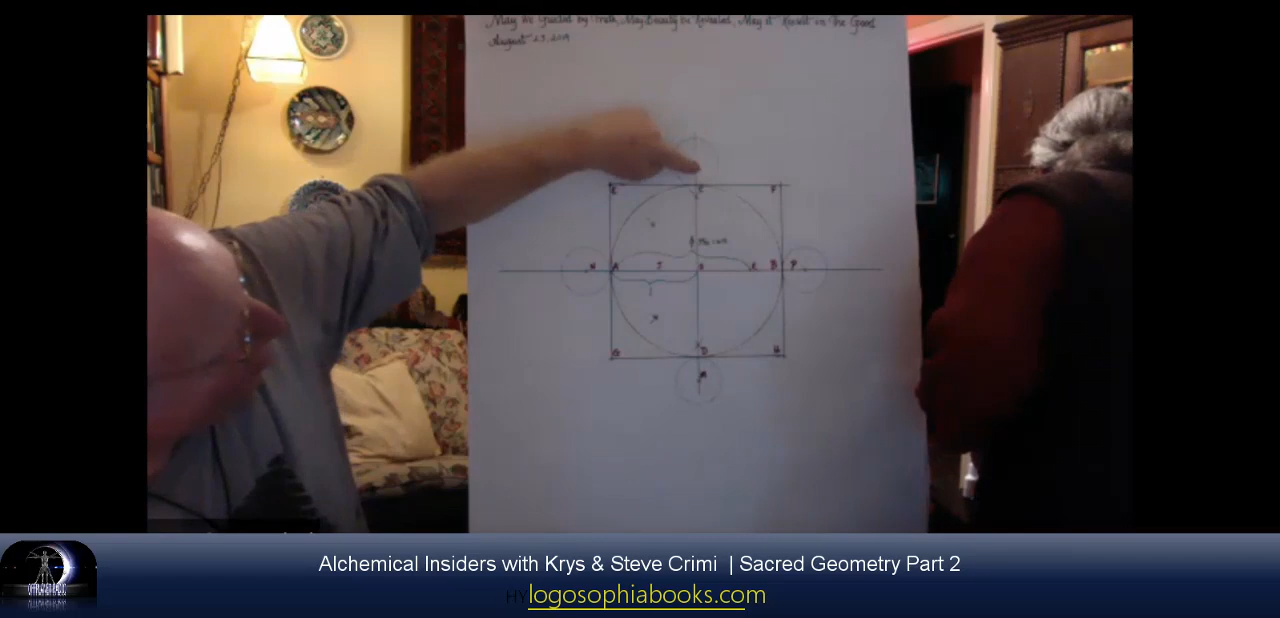 May We Guided by Truth, May Beauty be Revealed, May it Result in the Good
August 23, 2019
E C F
A J O K B P
G D H
Alchemical Insiders with Krys & Steve Crimi | Sacred Geometry Part 2
HYlogosophiabooks.com